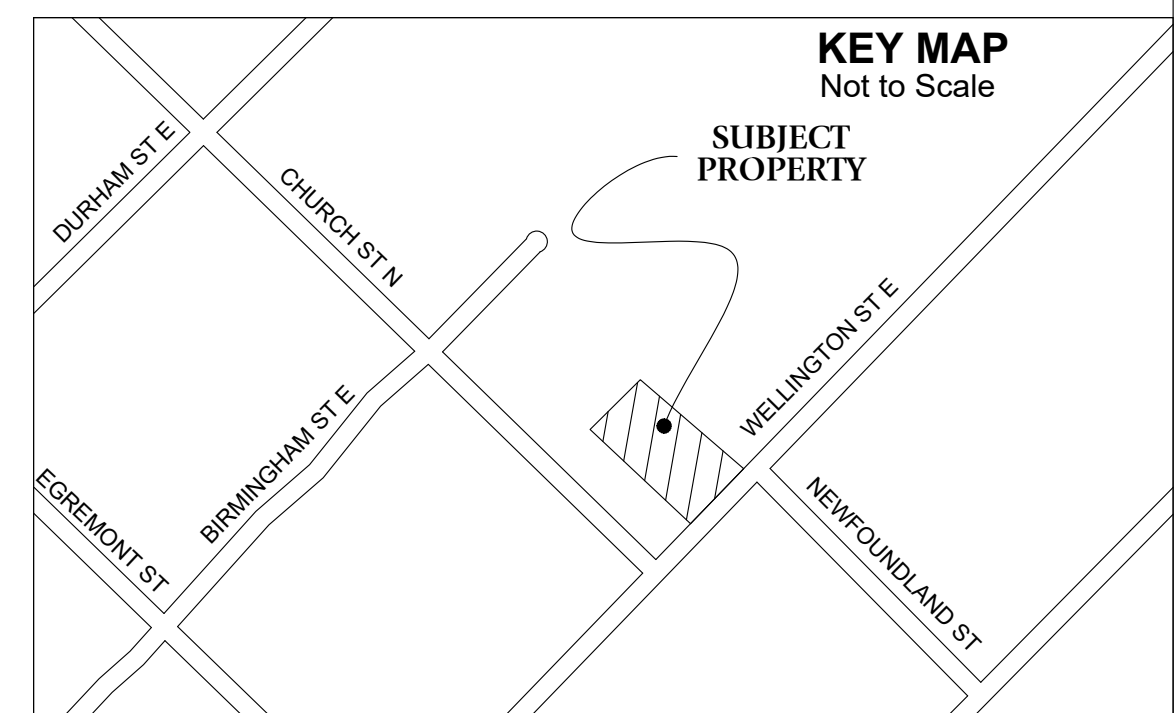 KEY MAP
Not to Scale
SUBJECT
PROPERTY
DURHAM ST E
CHURCH ST N
WELLINGTON ST E
BIRMINGHAM ST E
EGREMONT ST
NEWFOUNDLAND ST